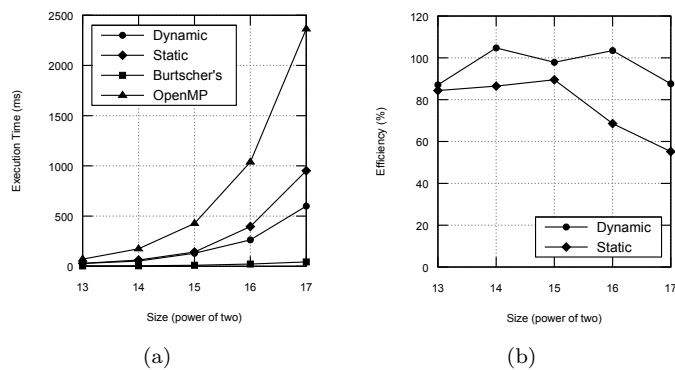 2500
2000
1500
1000
500
0
Execution Time (ms)
Dynamic
Static
Burtscher's
OpenMP
13 14 15 16 17
Size (power of two)
(a)
120
100
80
60
40
20
0
Efficiency (%)
Dynamic
Static
13 14 15 16 17
Size (power of two)
(b)